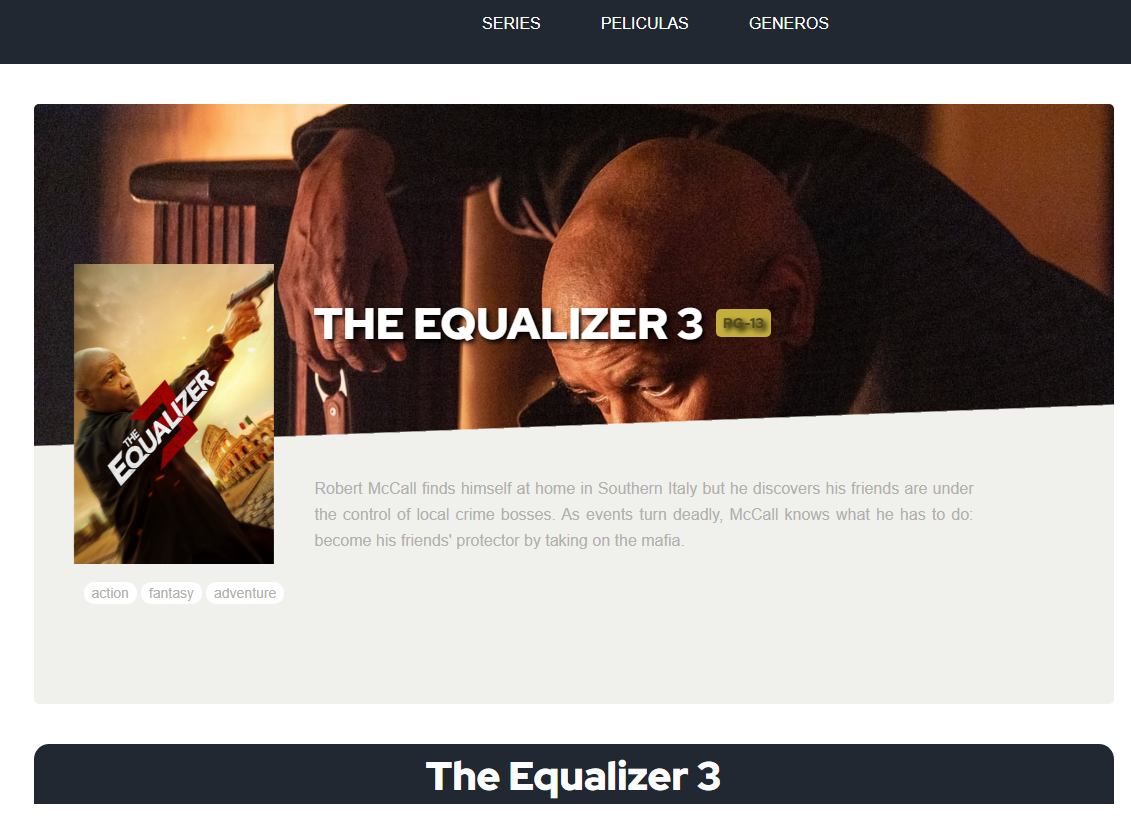 SERIES PELICULAS GENEROS
THE EQUALIZER 3 PG-13
THE
EQUALIZER
3
Robert McCall finds himself at home in Southern Italy but he discovers his friends are under
the control of local crime bosses. As events turn deadly, McCall knows what he has to do:
become his friends' protector by taking on the mafia.
action fantasy adventure
The Equalizer 3